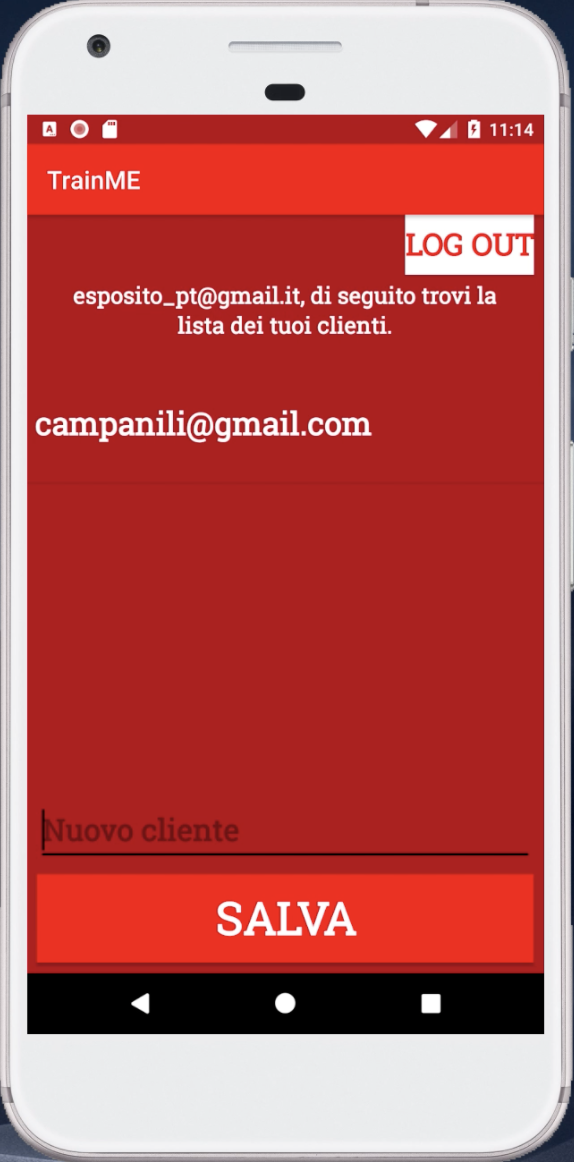 11:14
TrainME
LOG OUT
esposito_pt@gmail.it, di seguito trovi la
lista dei tuoi clienti.
campanili@gmail.com
Nuovo cliente
SALVA